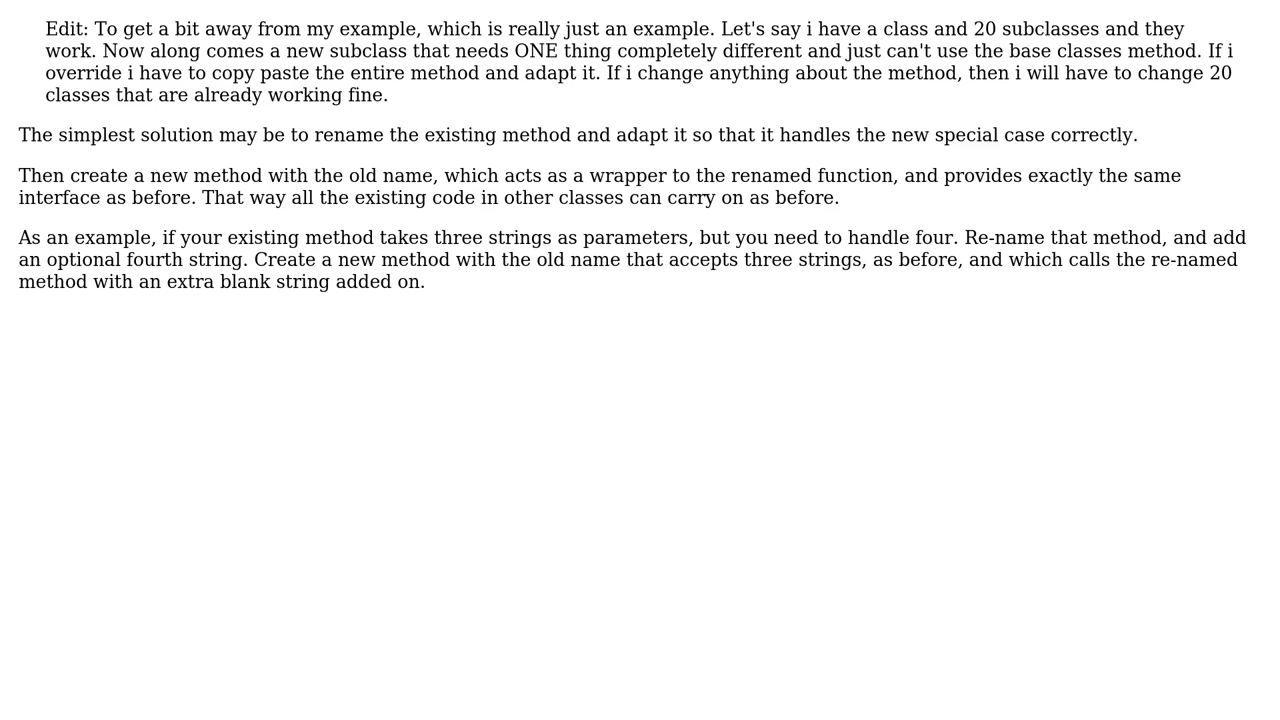 Edit: To get a bit away from my example, which is really just an example. Let's say i have a class and 20 subclasses and they
work. Now along comes a new subclass that needs ONE thing completely different and just can't use the base classes method. If i
override i have to copy paste the entire method and adapt it. If i change anything about the method, then i will have to change 20
classes that are already working fine.
The simplest solution may be to rename the existing method and adapt it so that it handles the new special case correctly.
Then create a new method with the old name, which acts as a wrapper to the renamed function, and provides exactly the same
interface as before. That way all the existing code in other classes can carry on as before.
As an example, if your existing method takes three strings as parameters, but you need to handle four. Re-name that method, and add
an optional fourth string. Create a new method with the old name that accepts three strings, as before, and which calls the re-named
method with an extra blank string added on.